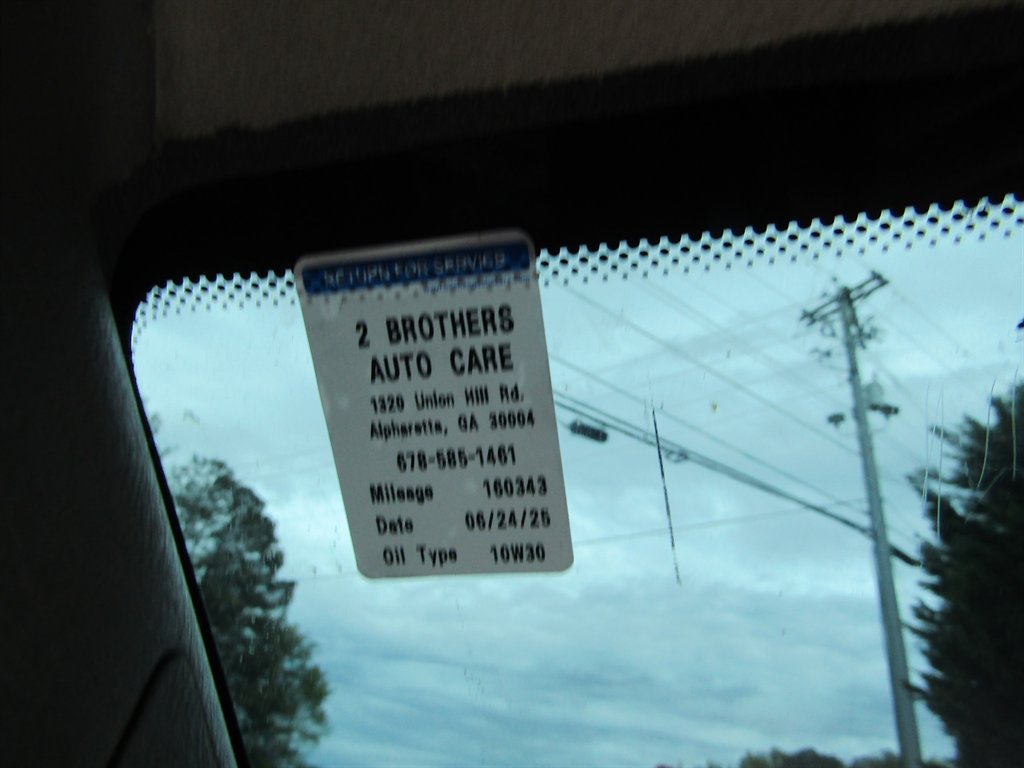 RETURN FOR SERVICE
2 BROTHERS
AUTO CARE
1320 Union Hill Rd.
Alpharetta, GA 30004
678-585-1461
Mileage 160343
Date 06/24/25
Oil Type 10W30